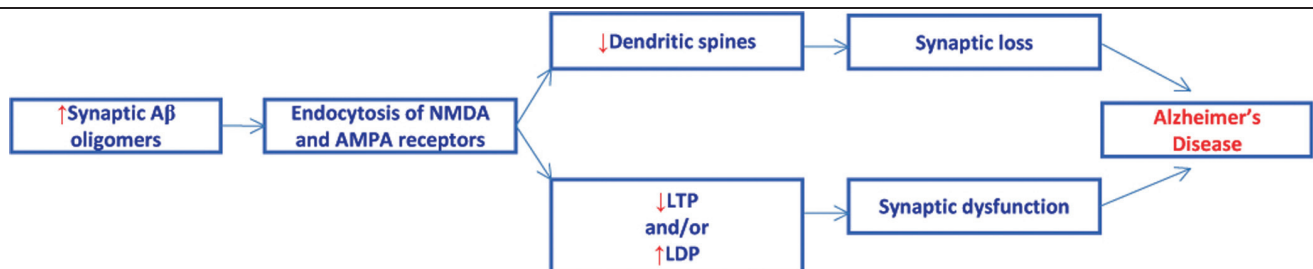 ↑Synaptic Aβ
oligomers
Endocytosis of NMDA
and AMPA receptors
↓Dendritic spines
Synaptic loss
↓LTP
and/or
↑LDP
Synaptic dysfunction
Alzheimer's
Disease